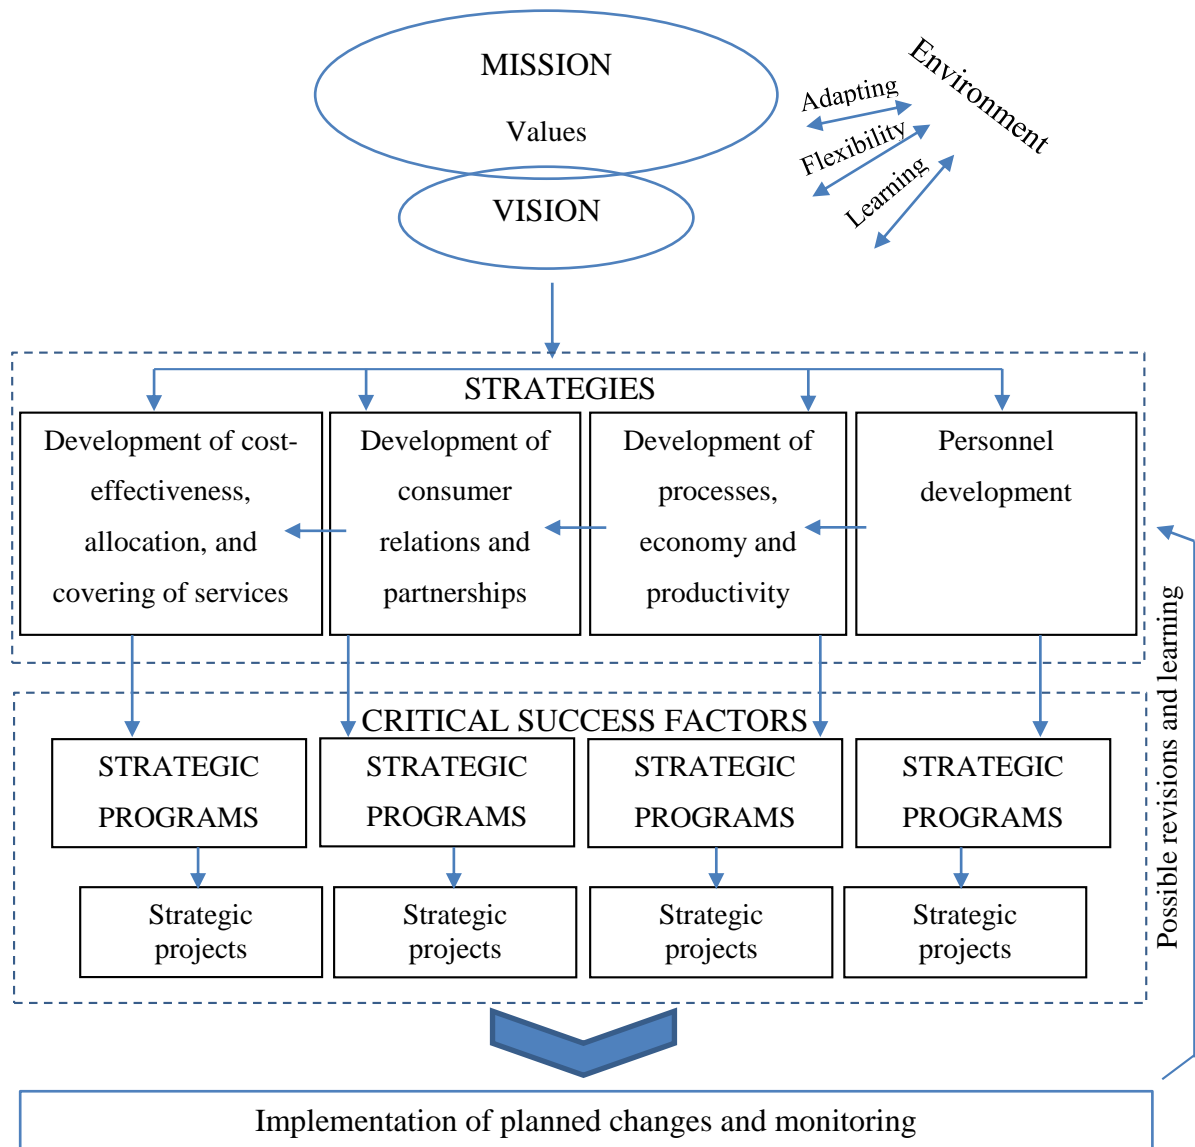 MISSION
Values
VISION
Adapting
Flexibility
Learning
Environment
STRATEGIES
Development of cost-
effectiveness,
allocation, and
covering of services
Development of
consumer
relations and
partnerships
Development of
processes,
economy and
productivity
Personnel
development
CRITICAL SUCCESS FACTORS
STRATEGIC
PROGRAMS
STRATEGIC
PROGRAMS
STRATEGIC
PROGRAMS
STRATEGIC
PROGRAMS
Strategic
projects
Strategic
projects
Strategic
projects
Strategic
projects
Possible revisions and learning
Implementation of planned changes and monitoring